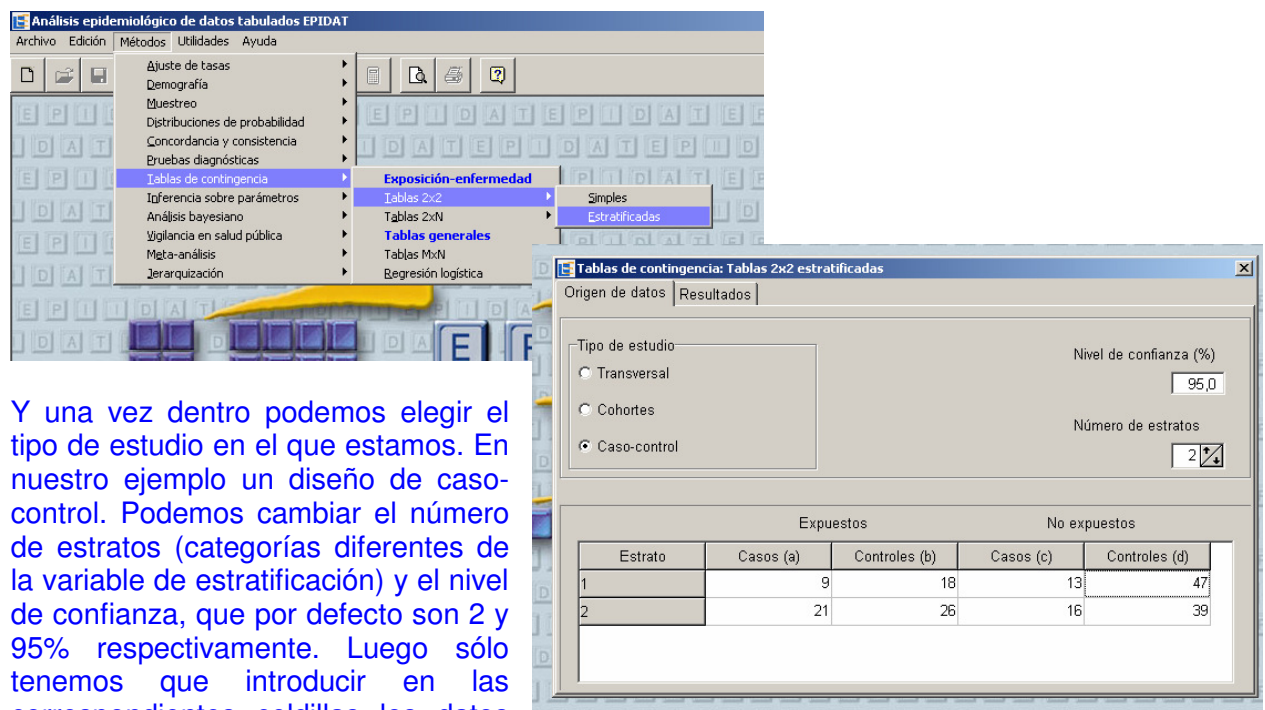 Análisis epidemiológico de datos tabulados EPIDAT
Archivo Edición Métodos Utilidades Ayuda
Ajuste de tasas
Demografía
Muestreo
Distribuciones de probabilidad
Concordancia y consistencia
Pruebas diagnósticas
Tablas de contingencia
Inferencia sobre parámetros
Análisis bayesiano
Vigilancia en salud pública
Meta-análisis
Jerarquización
Exposición-enfermedad
Tablas 2x2
Tablas 2xN
Tablas generales
Tablas MxN
Regresión logística
Simples
Estratificadas
Y una vez dentro podemos elegir el
tipo de estudio en el que estamos. En
nuestro ejemplo un diseño de caso-
control. Podemos cambiar el número
de estratos (categorías diferentes de
la variable de estratificación) y el nivel
de confianza, que por defecto son 2 y
95% respectivamente. Luego sólo
tenemos que introducir en las
Tablas de contingencia: Tablas 2x2 estratificadas
Origen de datos Resultados
Tipo de estudio
Transversal
Cohortes
Caso-control
Nivel de confianza (%)
95,0
Número de estratos
2
Expuestos No expuestos
Estrato Casos (a) Controles (b) Casos (c) Controles (d)
1 9 18 13 47
2 21 26 16 39